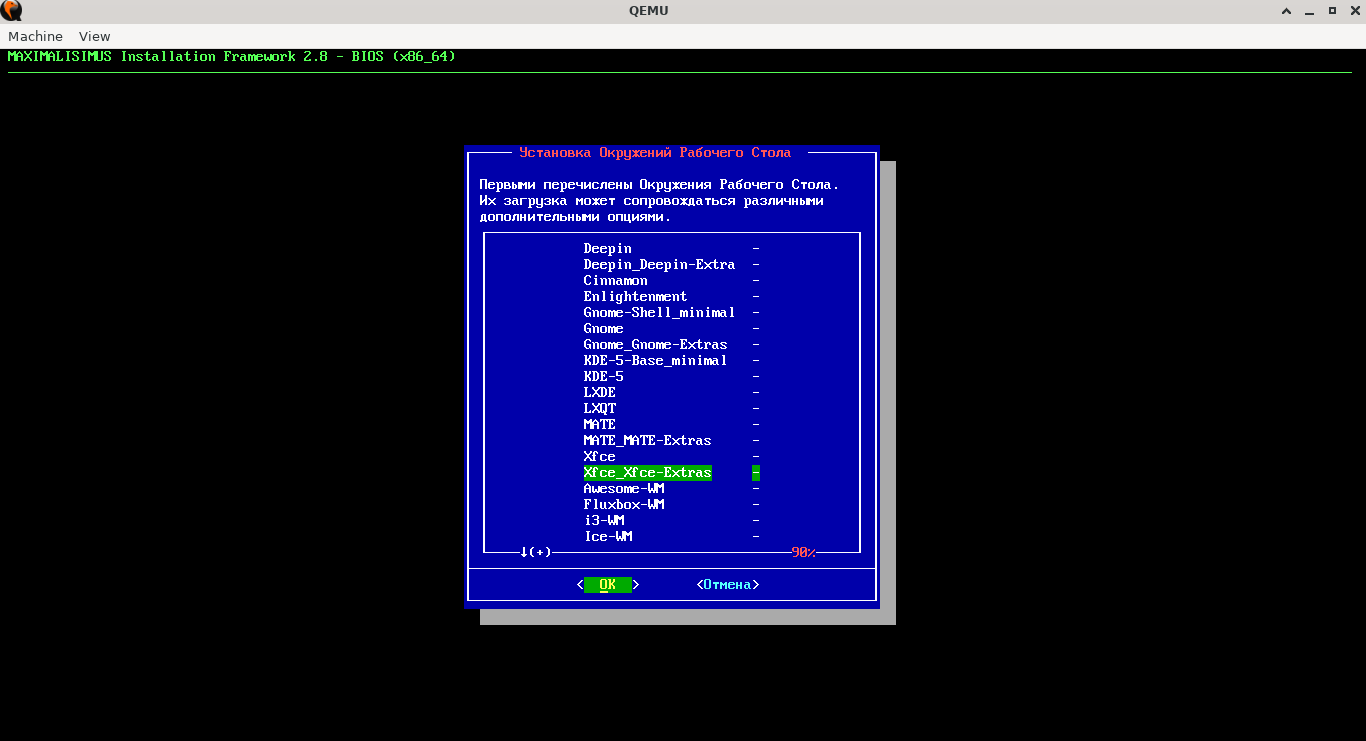 QEMU
Machine View
MAXIMALISIMUS Installation Framework 2.8 - BIOS (x86_64)
Установка Окружений Рабочего Стола
Первыми перечислены Окружения Рабочего Стола.
Их загрузка может сопровождаться различными
дополнительными опциями.
Deepin -
Deepin_Deepin-Extra -
Cinnamon -
Enlightenment -
Gnome-Shell_minimal -
Gnome -
Gnome_Gnome-Extras -
KDE-5-Base_minimal -
KDE-5 -
LXDE -
LXQT -
MATE -
MATE_MATE-Extras -
Xfce -
Xfce_Xfce-Extras -
Awesome-WM -
Fluxbox-WM -
i3-WM -
Ice-WM -
↓(+) 90%
< OK > <Отмена>